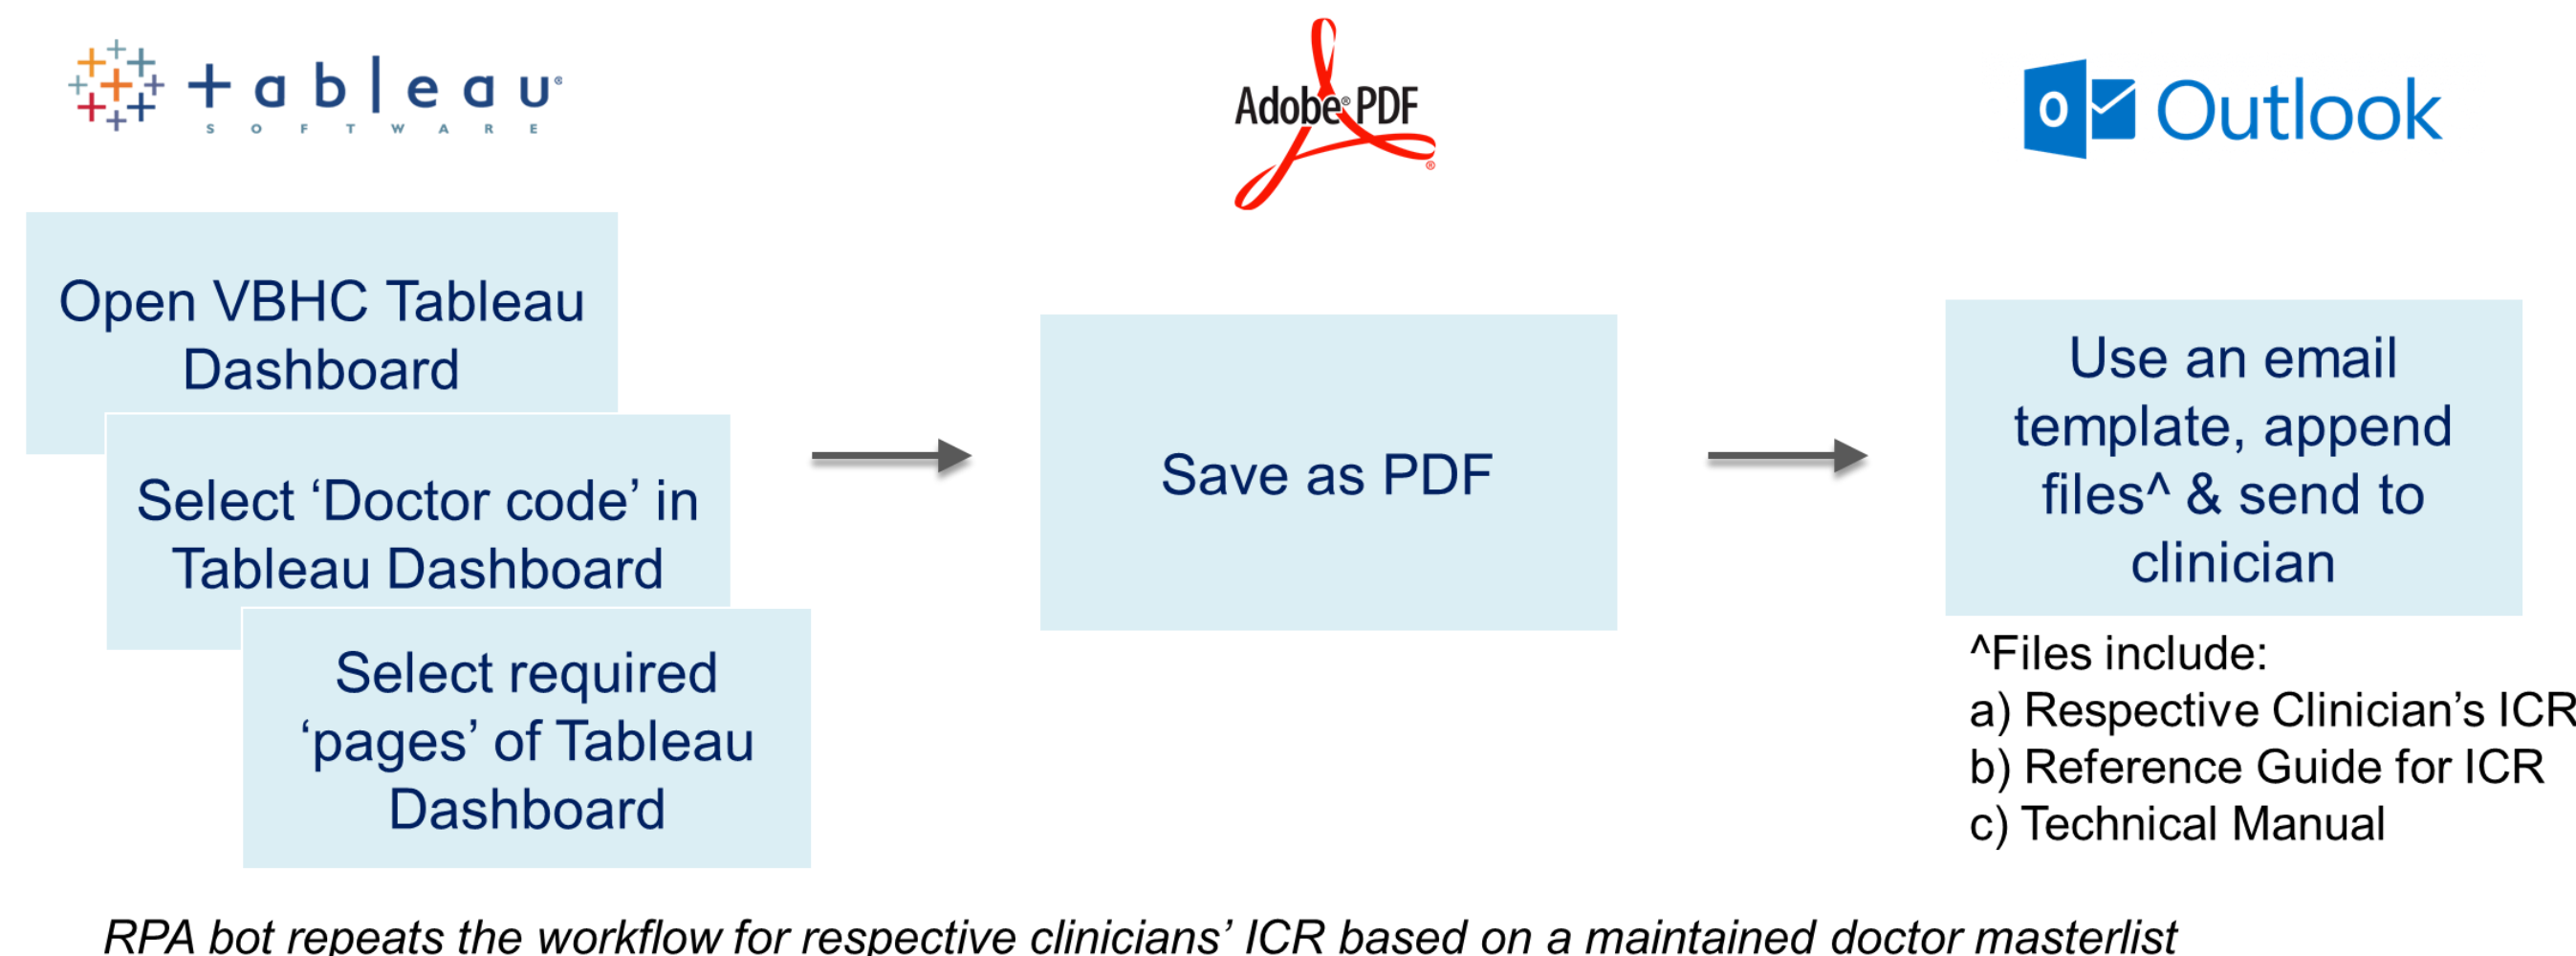 +ableau®
SOFTWARE
Adobe® PDF
®
Outlook
Open VBHC Tableau
Dashboard
Select ‘Doctor code’ in
Tableau Dashboard
Select required
‘pages’ of Tableau
Dashboard
Save as PDF
Use an email
template, append
files^ & send to
clinician
^Files include:
a) Respective Clinician’s ICR
b) Reference Guide for ICR
c) Technical Manual
RPA bot repeats the workflow for respective clinicians’ ICR based on a maintained doctor masterlist